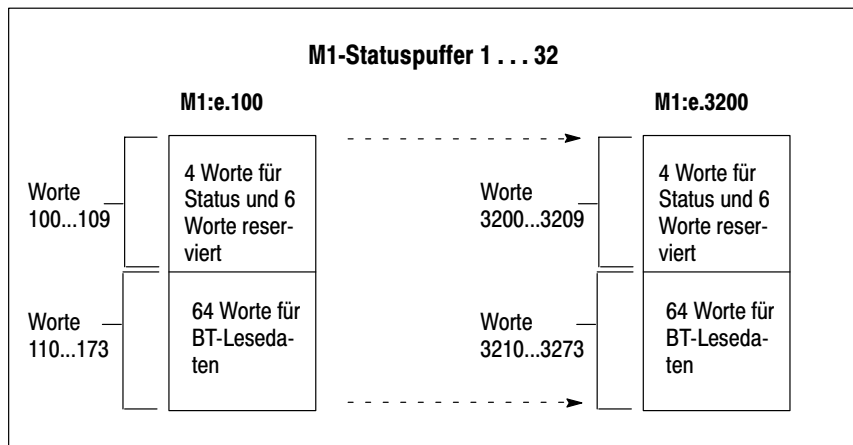 M1-Statuspuffer 1 . . . 32
M1:e.100
M1:e.3200
Worte
100...109
4 Worte für
Status und 6
Worte reser-
viert
Worte
3200...3209
4 Worte für
Status und 6
Worte reser-
viert
Worte
110...173
64 Worte für
BT-Leseda-
ten
Worte
3210...3273
64 Worte für
BT-Leseda-
ten